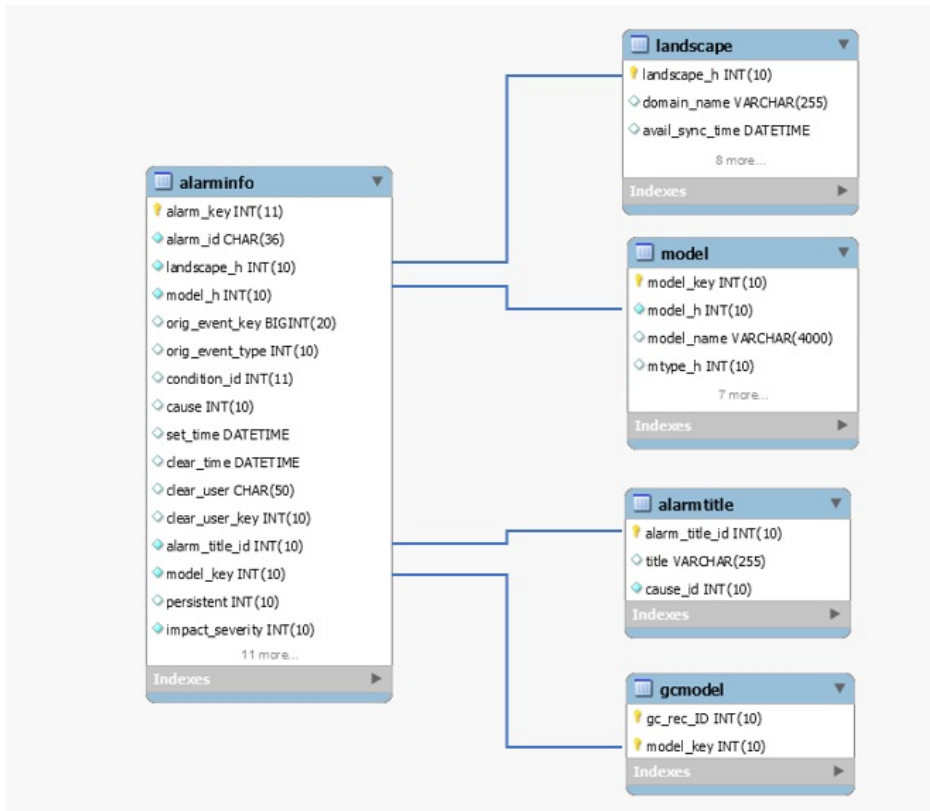 landscape
landscape_h INT(10)
domain_name VARCHAR(255)
avail_sync_time DATETIME
8 more...
Indexes
alarminfo
alarm_key INT(11)
alarm_id CHAR(36)
landscape_h INT(10)
model_h INT(10)
orig_event_key BIGINT(20)
orig_event_type INT(10)
condition_id INT(11)
cause INT(10)
set_time DATETIME
clear_time DATETIME
clear_user CHAR(50)
clear_user_key INT(10)
alarm_title_id INT(10)
model_key INT(10)
persistent INT(10)
impact_severity INT(10)
11 more...
Indexes
model
model_key INT(10)
model_h INT(10)
model_name VARCHAR(4000)
mtype_h INT(10)
7 more...
Indexes
alarmtitle
alarm_title_id INT(10)
title VARCHAR(255)
cause_id INT(10)
Indexes
gcmodel
gc_rec_ID INT(10)
model_key INT(10)
Indexes